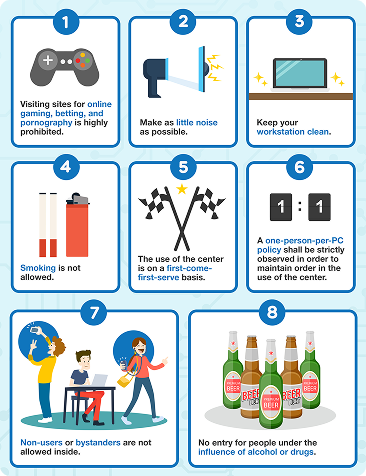 1
Visiting sites for online
gaming, betting, and
pornography is highly
prohibited.
2
Make as little noise
as possible.
3
Keep your
workstation clean.
4
Smoking is not
allowed.
5
The use of the center
is on a first-come-
first-serve basis.
6
1 : 1
A one-person-per-PC
policy shall be strictly
observed in order to
maintain order in the
use of the center.
7
Non-users or bystanders are not
allowed inside.
8
PREMIUM
BEER
BEER
PREMIUM
BEER
BEER
PREMIUM
BEER
No entry for people under the
influence of alcohol or drugs.